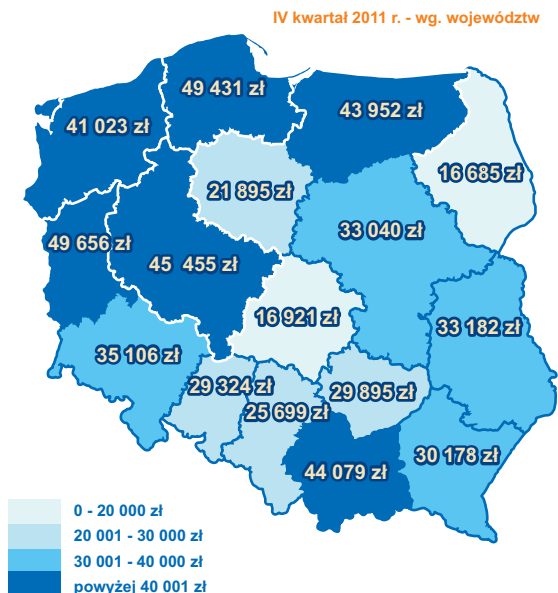 IV kwartał 2011 r. - wg. województw
49 431 zł
43 952 zł
41 023 zł
16 685 zł
21 895 zł
33 040 zł
49 656 zł
45 455 zł
16 921 zł
33 182 zł
35 106 zł
29 324 zł
29 895 zł
25 699 zł
30 178 zł
44 079 zł
0 - 20 000 zł
20 001 - 30 000 zł
30 001 - 40 000 zł
powyżej 40 001 zł